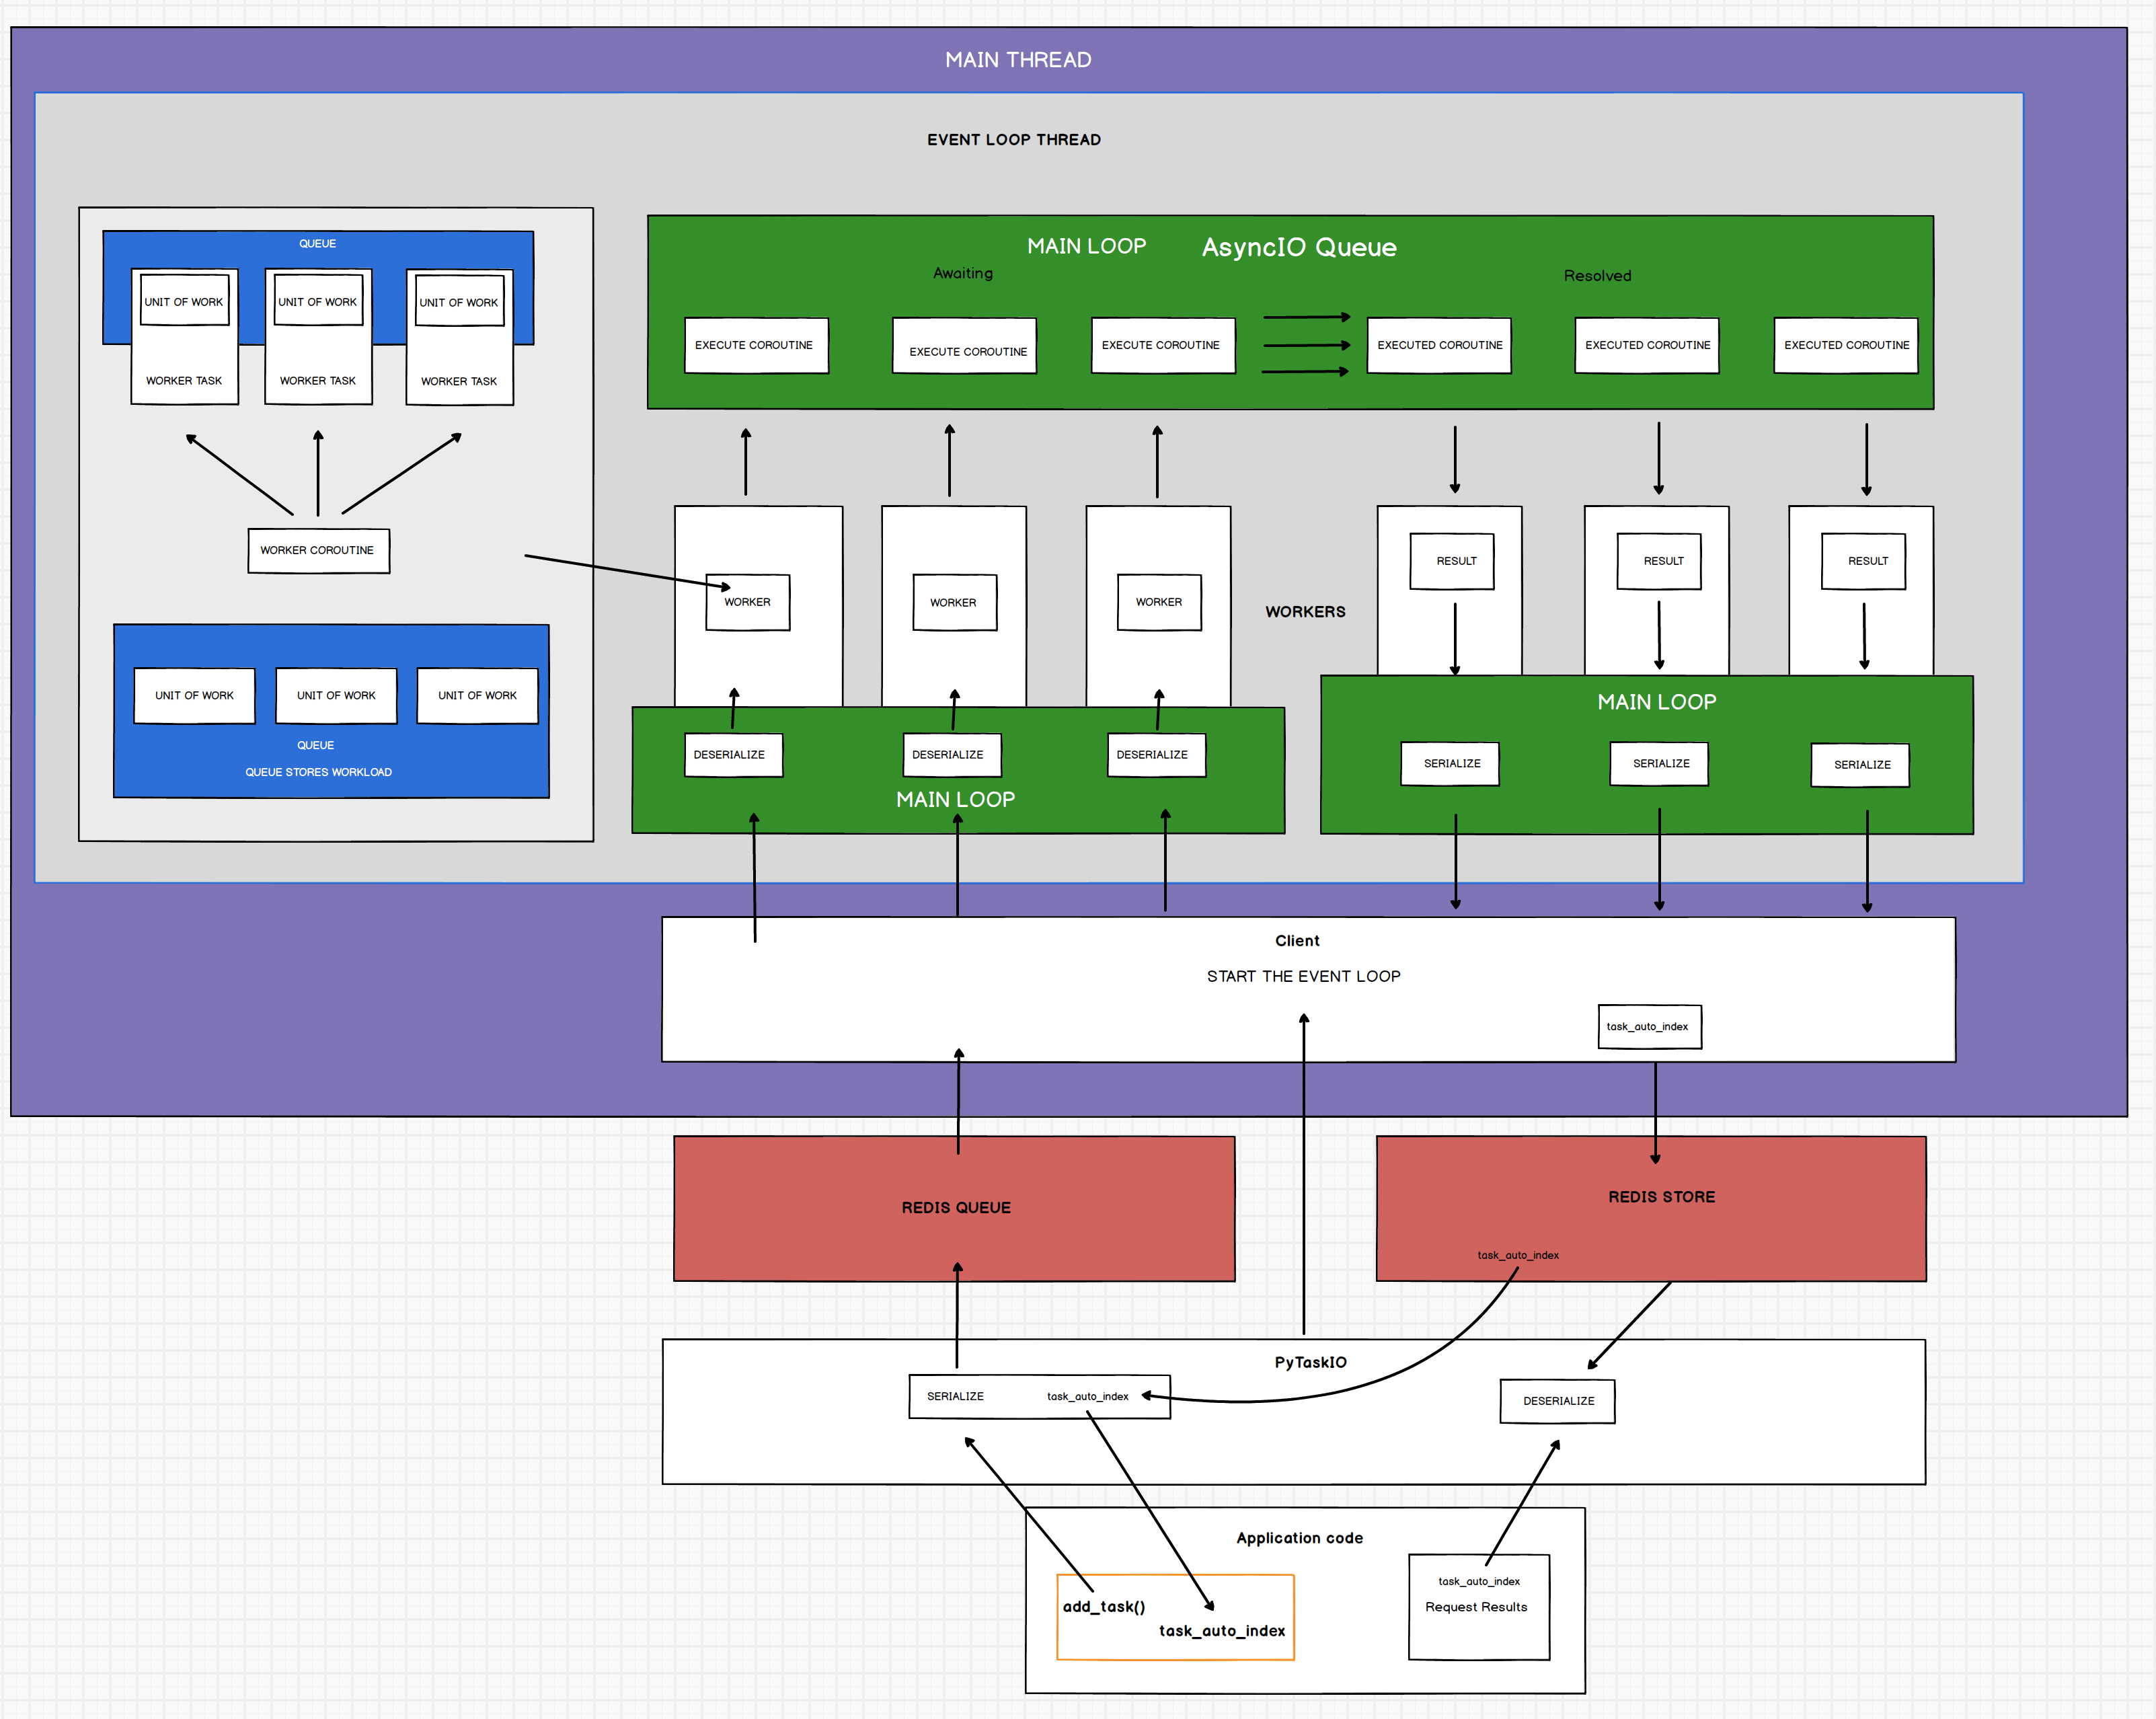 MAIN THREAD
EVENT LOOP THREAD
QUEUE
UNIT OF WORK
UNIT OF WORK
UNIT OF WORK
WORKER TASK
WORKER TASK
WORKER TASK
WORKER COROUTINE
UNIT OF WORK
UNIT OF WORK
UNIT OF WORK
QUEUE
QUEUE STORES WORKLOAD
MAIN LOOP
AsyncIO Queue
Awaiting
Resolved
EXECUTE COROUTINE
EXECUTE COROUTINE
EXECUTE COROUTINE
EXECUTED COROUTINE
EXECUTED COROUTINE
EXECUTED COROUTINE
WORKER
WORKER
WORKER
WORKERS
RESULT
RESULT
RESULT
DESERIALIZE
DESERIALIZE
DESERIALIZE
MAIN LOOP
MAIN LOOP
SERIALIZE
SERIALIZE
SERIALIZE
Client
START THE EVENT LOOP
task_auto_index
REDIS QUEUE
REDIS STORE
task_auto_index
PyTaskIO
SERIALIZE
task_auto_index
DESERIALIZE
Application code
add_task()
task_auto_index
task_auto_index
Request Results